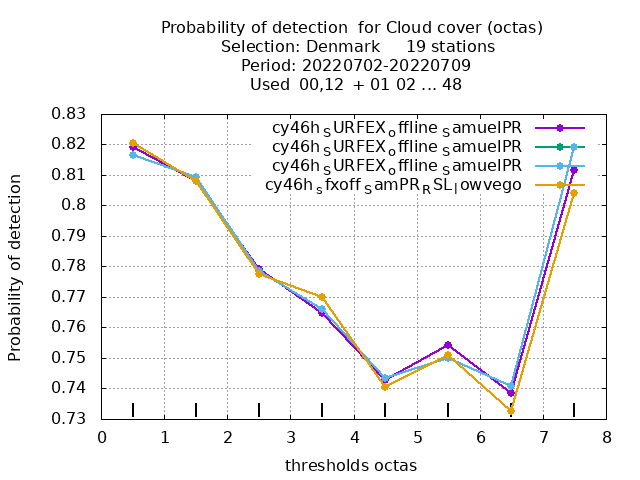 Probability of detection for Cloud cover (octas)
Selection: Denmark 19 stations
Period: 20220702-20220709
Used 00,12 + 01 02 ... 48
0.83
0.82
0.81
0.8
0.79
0.78
0.77
0.76
0.75
0.74
0.73
Probability of detection
cy46h_SURFEX_offline_SamuelPR
cy46h_SURFEX_offline_SamuelPR
cy46h_SURFEX_offline_SamuelPR
cy46h_sfxoff_SamPR_RSL_lowvego
0 1 2 3 4 5 6 7 8
thresholds octas